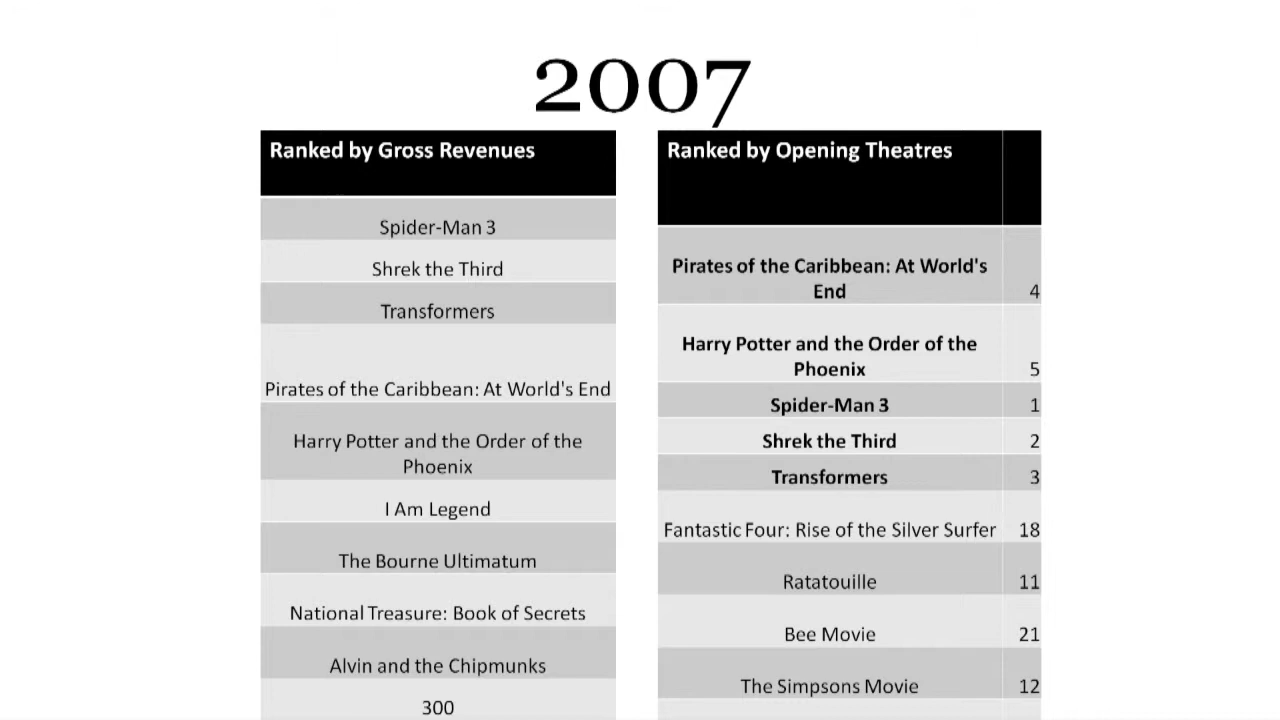 2007
Ranked by Gross Revenues
Spider-Man 3
Shrek the Third
Transformers
Pirates of the Caribbean: At World's End
Harry Potter and the Order of the
Phoenix
I Am Legend
The Bourne Ultimatum
National Treasure: Book of Secrets
Alvin and the Chipmunks
300
Ranked by Opening Theatres
Pirates of the Caribbean: At World's
End 4
Harry Potter and the Order of the
Phoenix 5
Spider-Man 3 1
Shrek the Third 2
Transformers 3
Fantastic Four: Rise of the Silver Surfer 18
Ratatouille 11
Bee Movie 21
The Simpsons Movie 12